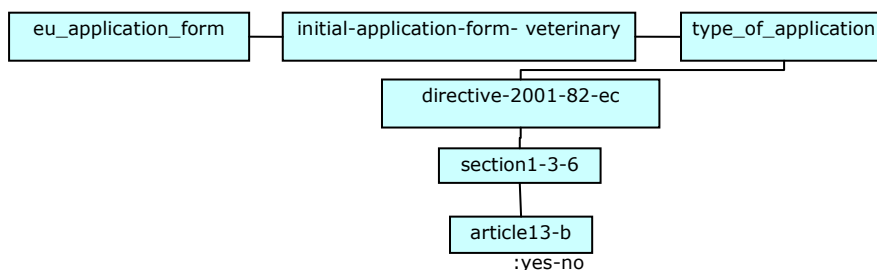 eu_application_form
initial-application-form- veterinary
type_of_application
directive-2001-82-ec
section1-3-6
article13-b
:yes-no